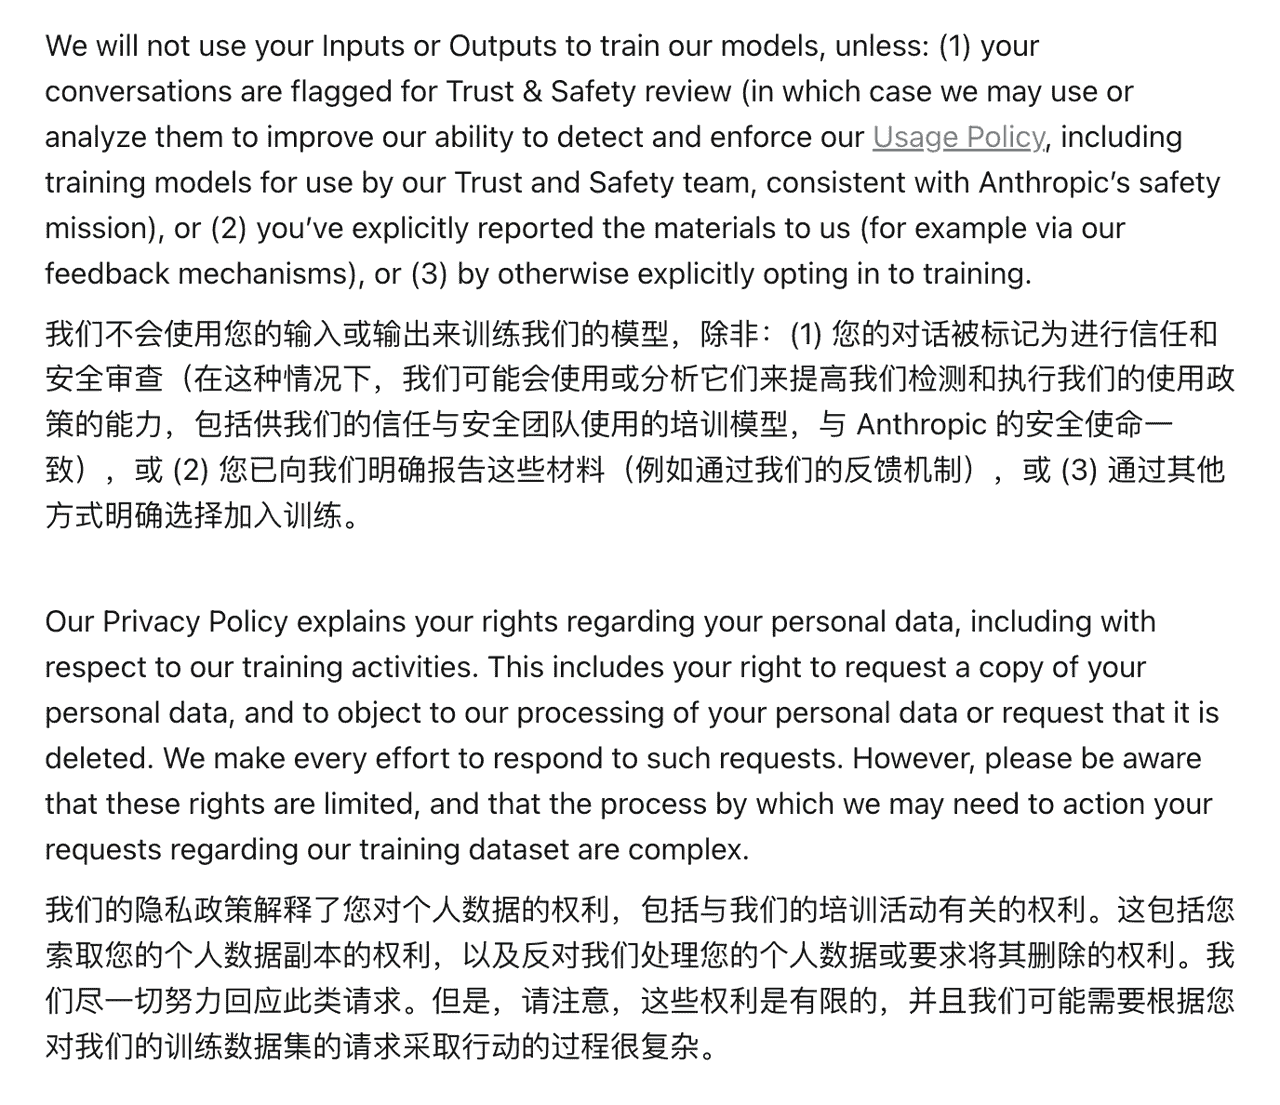 We will not use your Inputs or Outputs to train our models, unless: (1) your
conversations are flagged for Trust & Safety review (in which case we may use or
analyze them to improve our ability to detect and enforce our Usage Policy, including
training models for use by our Trust and Safety team, consistent with Anthropic’s safety
mission), or (2) you’ve explicitly reported the materials to us (for example via our
feedback mechanisms), or (3) by otherwise explicitly opting in to training.
我们不会使用您的输入或输出来训练我们的模型，除非：(1) 您的对话被标记为进行信任和
安全审查（在这种情况下，我们可能会使用或分析它们来提高我们检测和执行我们的使用政
策的能力，包括供我们的信任与安全团队使用的培训模型，与 Anthropic 的安全使命一
致），或 (2) 您已向我们明确报告这些材料（例如通过我们的反馈机制），或 (3) 通过其他
方式明确选择加入训练。
Our Privacy Policy explains your rights regarding your personal data, including with
respect to our training activities. This includes your right to request a copy of your
personal data, and to object to our processing of your personal data or request that it is
deleted. We make every effort to respond to such requests. However, please be aware
that these rights are limited, and that the process by which we may need to action your
requests regarding our training dataset are complex.
我们的隐私政策解释了您对个人数据的权利，包括与我们的培训活动有关的权利。这包括您
索取您的个人数据副本的权利，以及反对我们处理您的个人数据或要求将其删除的权利。我
们尽一切努力回应此类请求。但是，请注意，这些权利是有限的，并且我们可能需要根据您
对我们的训练数据集的请求采取行动的过程很复杂。